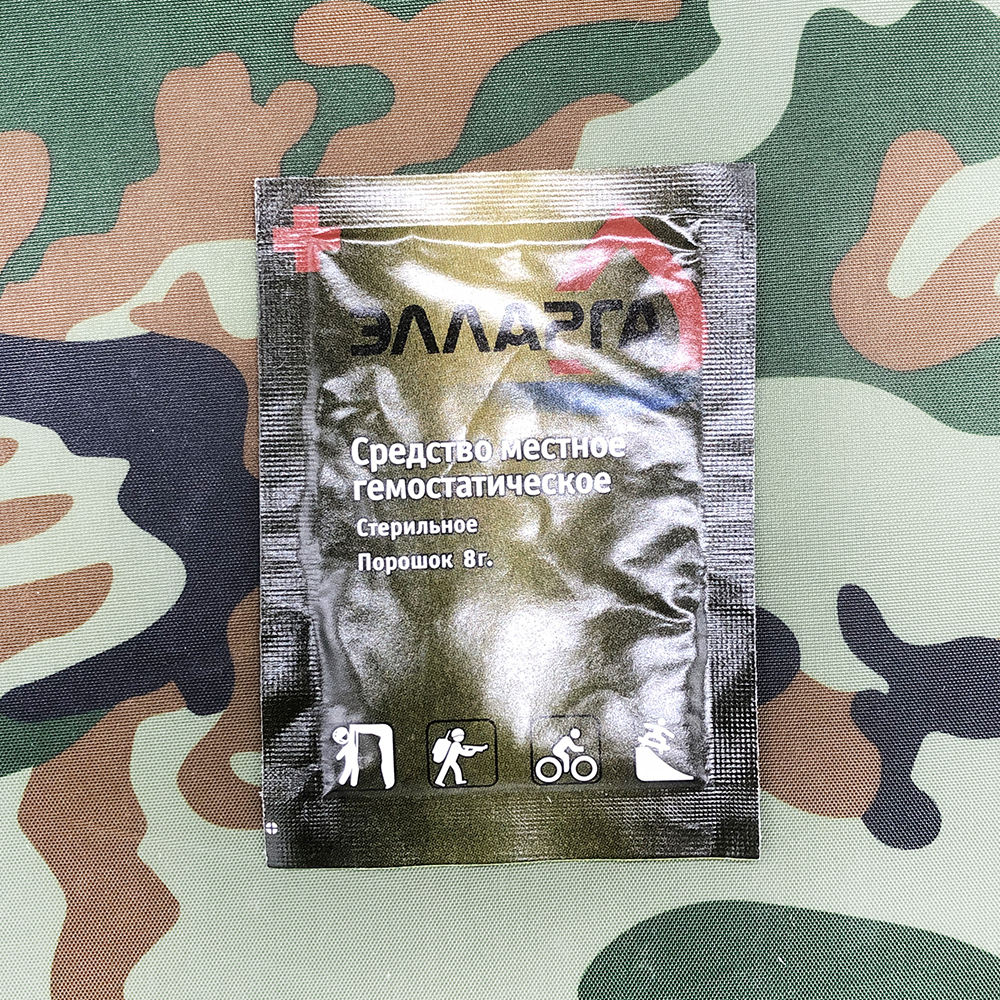 ЭЛЛАРГА
Средство местное
гемостатическое
Стерильное
Порошок 8г.